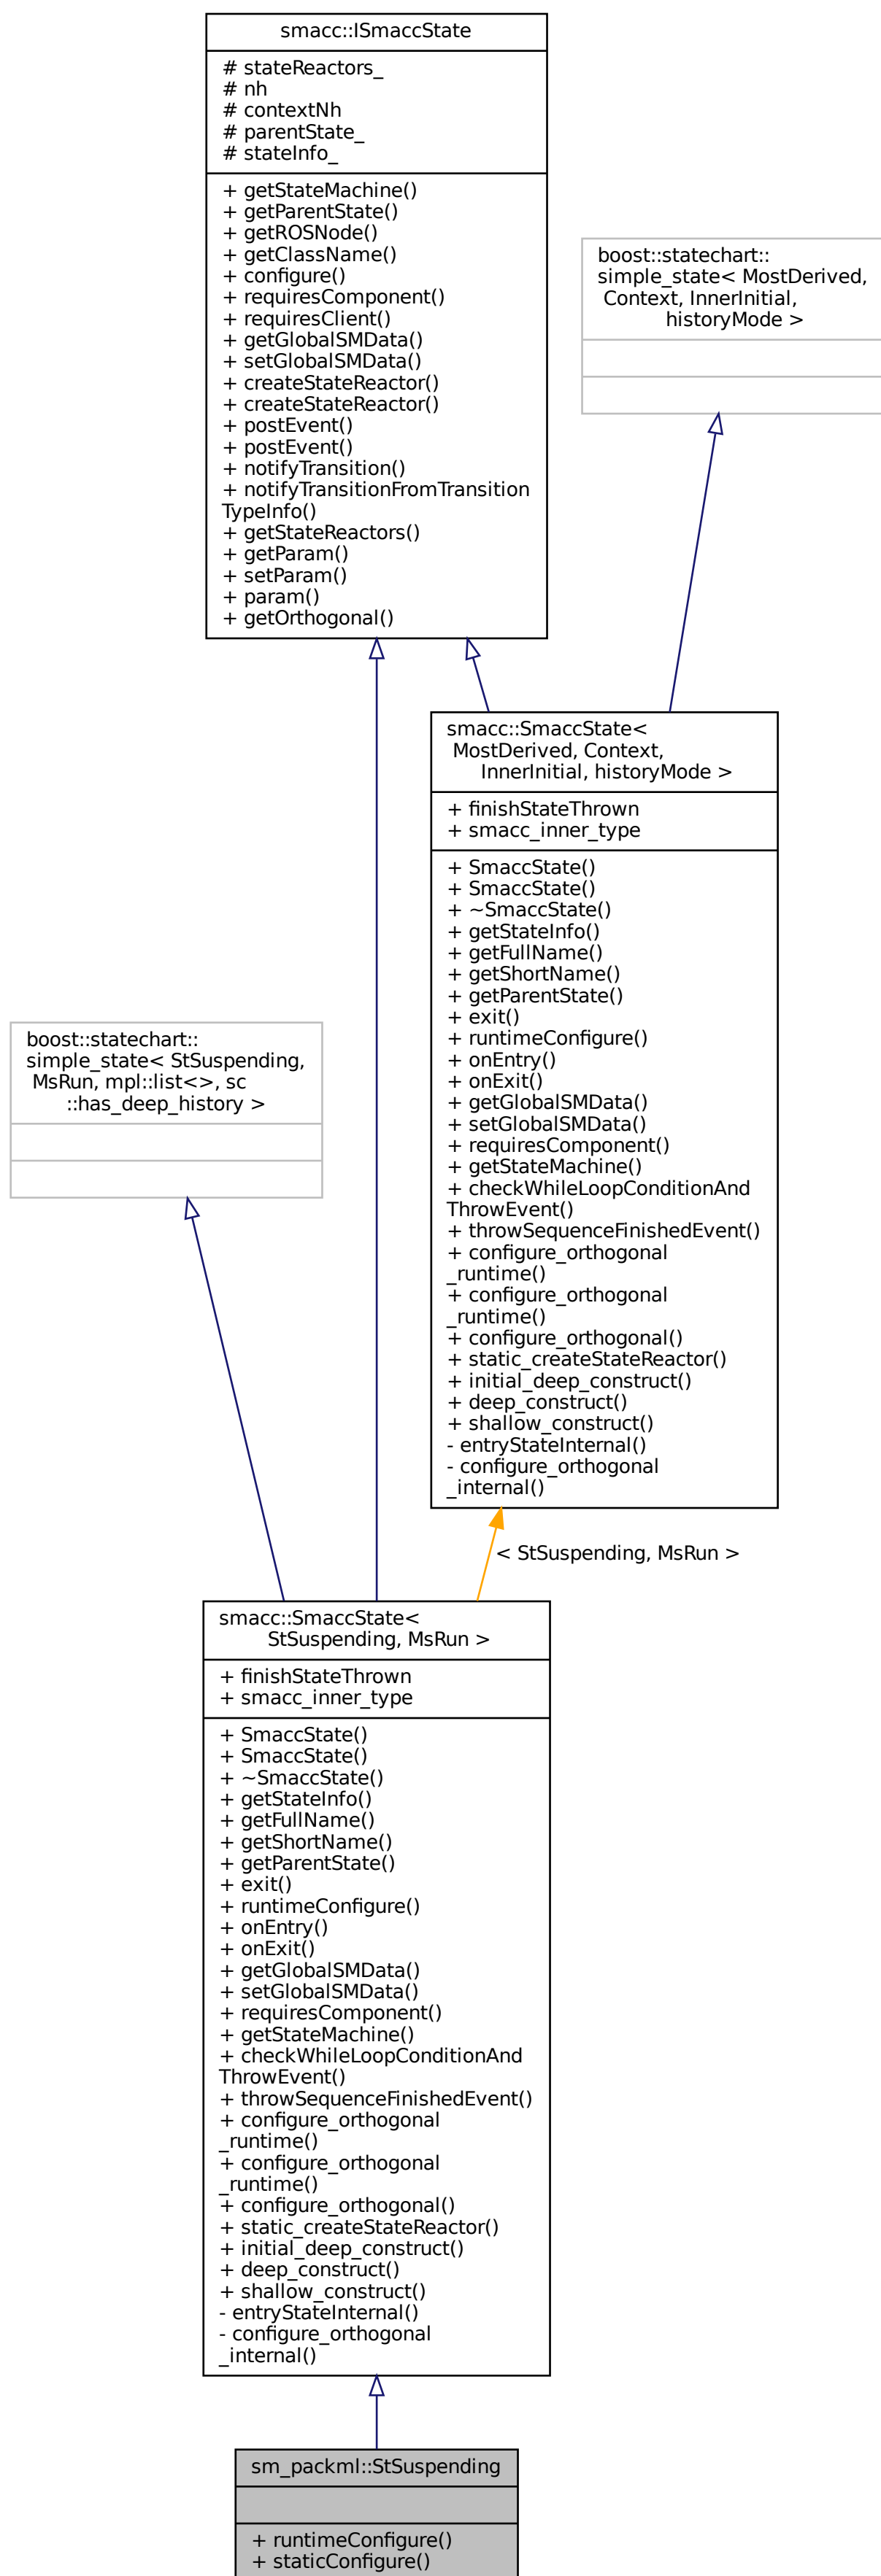 smacc::ISmaccState
# stateReactors_
# nh
# contextNh
# parentState_
# stateInfo_
+ getStateMachine()
+ getParentState()
+ getROSNode()
+ getClassName()
+ configure()
+ requiresComponent()
+ requiresClient()
+ getGlobalSMData()
+ setGlobalSMData()
+ createStateReactor()
+ createStateReactor()
+ postEvent()
+ postEvent()
+ notifyTransition()
+ notifyTransitionFromTransition
TypeInfo()
+ getStateReactors()
+ getParam()
+ setParam()
+ param()
+ getOrthogonal()
boost::statechart::
simple_state< MostDerived,
Context, InnerInitial,
historyMode >
smacc::SmaccState<
MostDerived, Context,
InnerInitial, historyMode >
+ finishStateThrown
+ smacc_inner_type
+ SmaccState()
+ SmaccState()
+ ~SmaccState()
+ getStateInfo()
+ getFullName()
+ getShortName()
+ getParentState()
+ exit()
+ runtimeConfigure()
+ onEntry()
+ onExit()
+ getGlobalSMData()
+ setGlobalSMData()
+ requiresComponent()
+ getStateMachine()
+ checkWhileLoopConditionAnd
ThrowEvent()
+ throwSequenceFinishedEvent()
+ configure_orthogonal
_runtime()
+ configure_orthogonal
_runtime()
+ configure_orthogonal()
+ static_createStateReactor()
+ initial_deep_construct()
+ deep_construct()
+ shallow_construct()
- entryStateInternal()
- configure_orthogonal
_internal()
boost::statechart::
simple_state< StSuspending,
MsRun, mpl::list<>, sc
::has_deep_history >
< StSuspending, MsRun >
smacc::SmaccState<
StSuspending, MsRun >
+ finishStateThrown
+ smacc_inner_type
+ SmaccState()
+ SmaccState()
+ ~SmaccState()
+ getStateInfo()
+ getFullName()
+ getShortName()
+ getParentState()
+ exit()
+ runtimeConfigure()
+ onEntry()
+ onExit()
+ getGlobalSMData()
+ setGlobalSMData()
+ requiresComponent()
+ getStateMachine()
+ checkWhileLoopConditionAnd
ThrowEvent()
+ throwSequenceFinishedEvent()
+ configure_orthogonal
_runtime()
+ configure_orthogonal
_runtime()
+ configure_orthogonal()
+ static_createStateReactor()
+ initial_deep_construct()
+ deep_construct()
+ shallow_construct()
- entryStateInternal()
- configure_orthogonal
_internal()
sm_packml::StSuspending
+ runtimeConfigure()
+ staticConfigure()